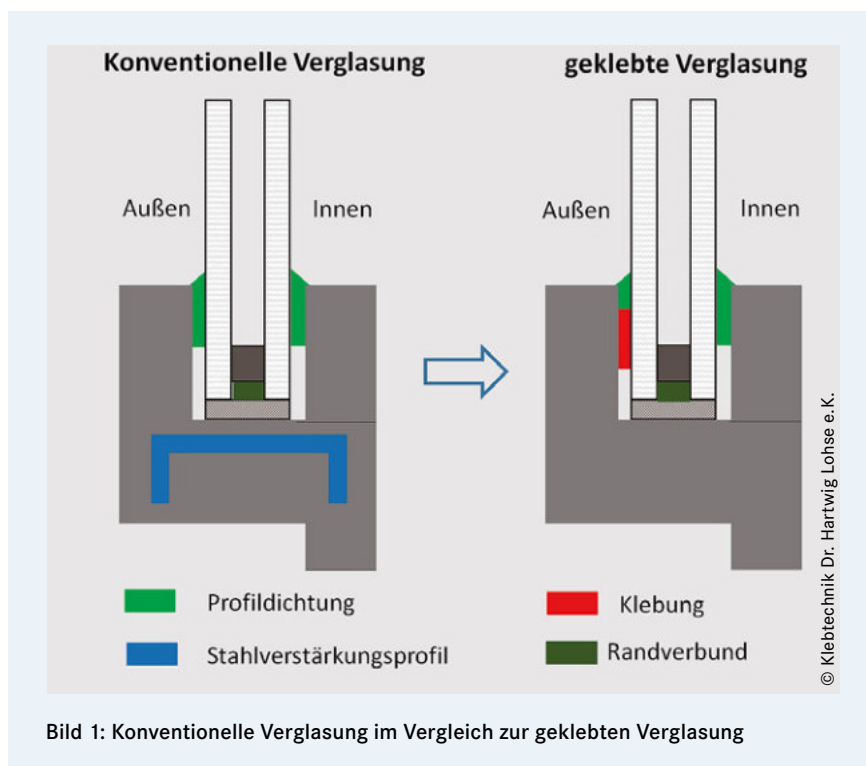 Konventionelle Verglasung
geklebte Verglasung
Außen
Innen
Außen
Innen
Profildichtung
Klebung
Stahlverstärkungsprofil
Randverbund
© Klebtechnik Dr. Hartwig Lohse e.K.
Bild 1: Konventionelle Verglasung im Vergleich zur geklebten Verglasung